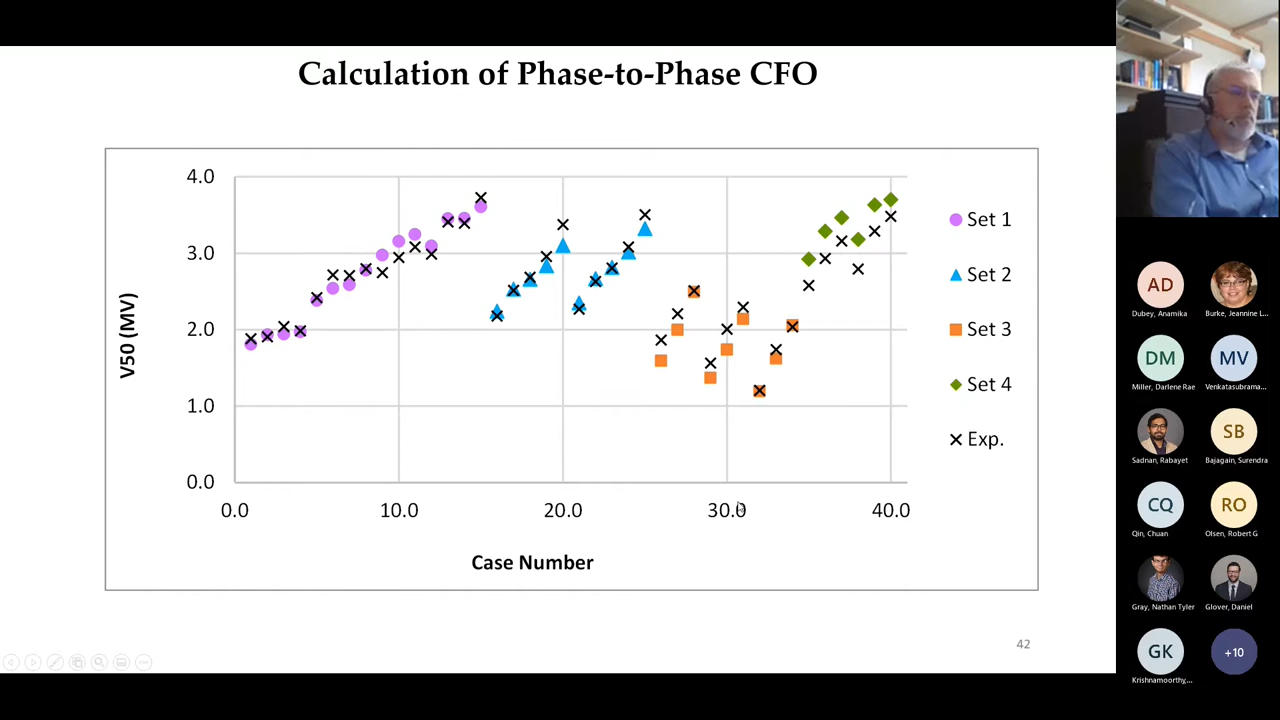 Calculation of Phase-to-Phase CFO
4.0
3.0
2.0
1.0
0.0
V50 (MV)
0.0 10.0 20.0 30.0 40.0
Case Number
Set 1
Set 2
Set 3
Set 4
Exp.
42
AD
Dubey, Anamika
Burke, Jeannine L...
DM MV
Miller, Darlene Rae Venkatasubrama...
SB
Sadnan, Rabayet Bajagain, Surendra
CQ RO
Qin, Chuan Olsen, Robert G
Gray, Nathan Tyler Glover, Daniel
GK +10
Krishnamoorthy,...